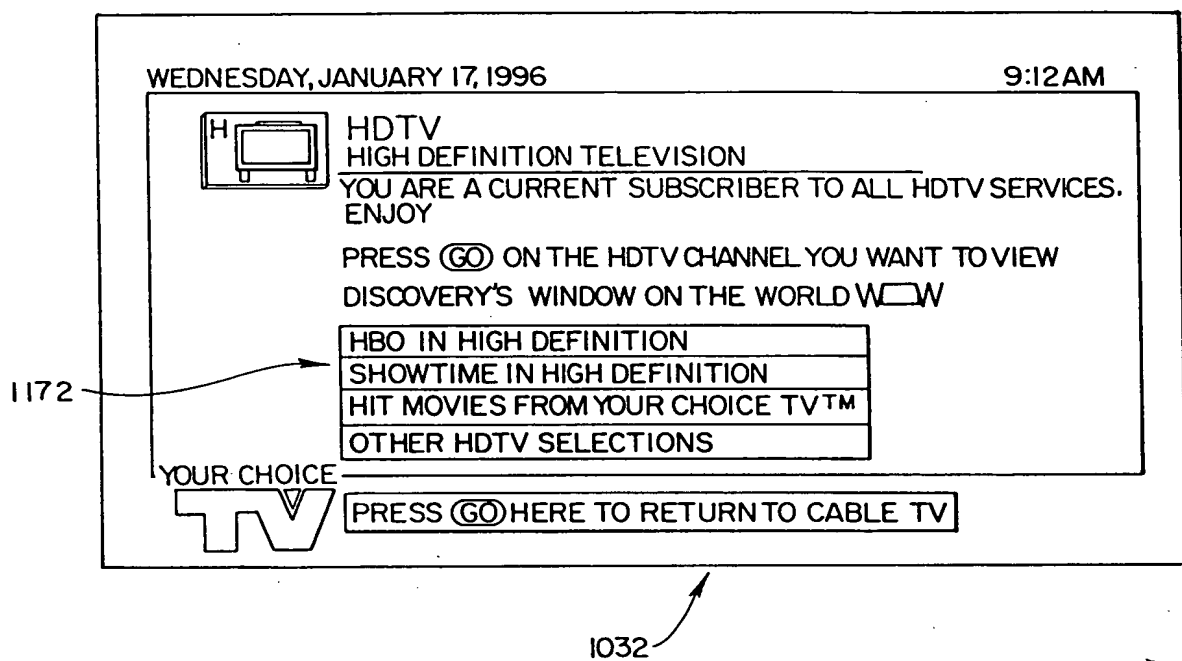 WEDNESDAY, JANUARY 17, 1996 9:12AM
H
HDTV
HIGH DEFINITION TELEVISION
YOU ARE A CURRENT SUBSCRIBER TO ALL HDTV SERVICES.
ENJOY
PRESS GO ON THE HDTV CHANNEL YOU WANT TO VIEW
DISCOVERY'S WINDOW ON THE WORLD WOW
HBO IN HIGH DEFINITION
SHOWTIME IN HIGH DEFINITION
HIT MOVIES FROM YOUR CHOICE TV™
OTHER HDTV SELECTIONS
1172
YOUR CHOICE
TV
PRESS GO HERE TO RETURN TO CABLE TV
1032